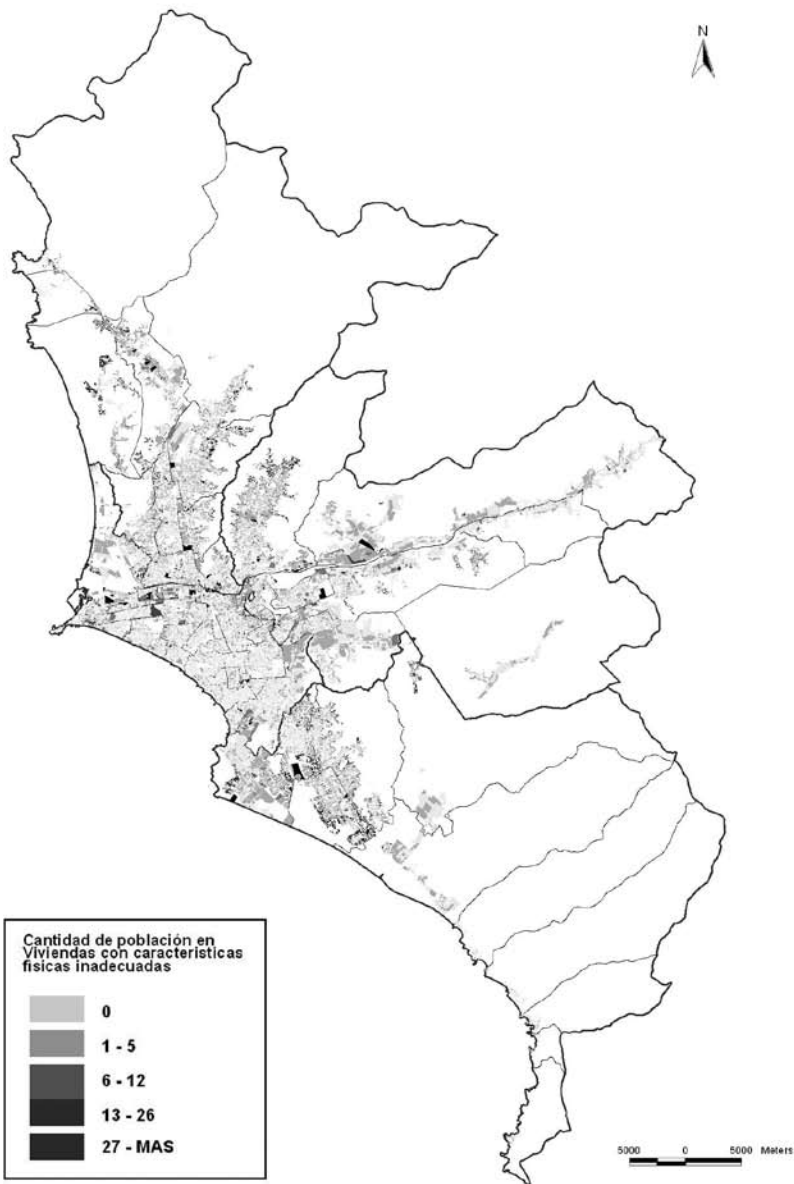 N
Cantidad de población en
Viviendas con características
físicas inadecuadas
0
1 - 5
6 - 12
13 - 26
27 - MAS
5000 0 5000 Meters